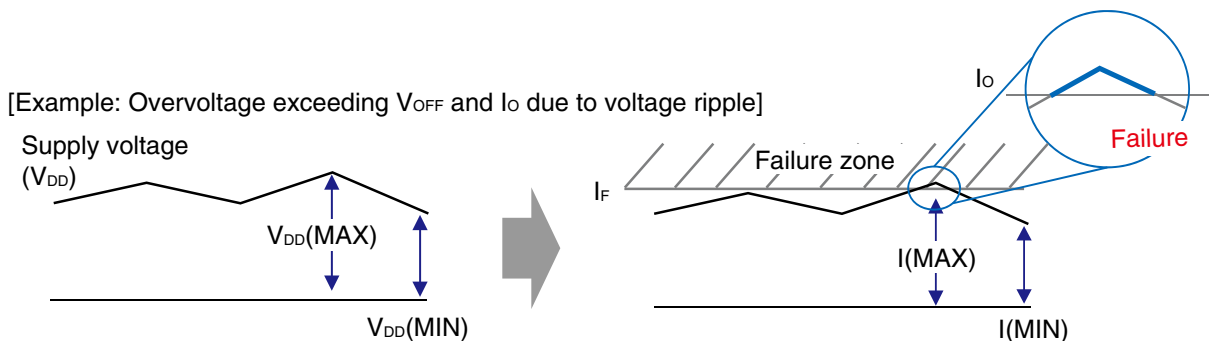 [Example: Overvoltage exceeding VOFF and IO due to voltage ripple]
Supply voltage
(VDD)
VDD(MAX)
VDD(MIN)
IF
Failure zone
I(MAX)
I(MIN)
IO
Failure